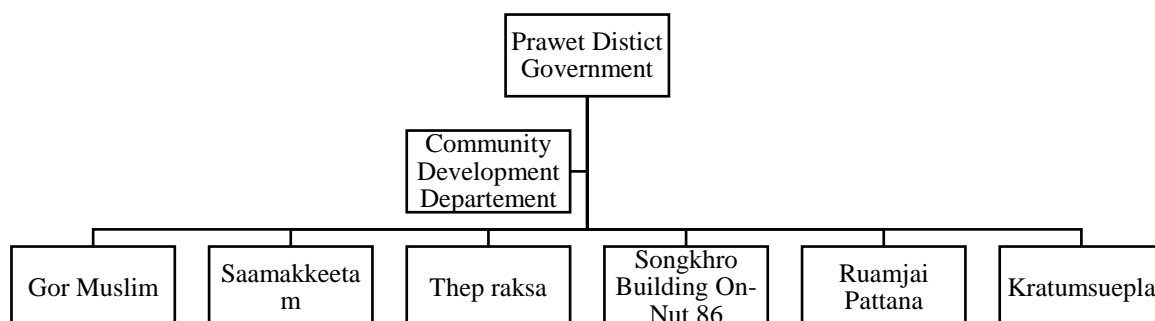 Prawet Distict
Government
Community
Development
Departement
Gor Muslim
Saamakkeeta
m
Thep raksa
Songkhro
Building On-
Nut 86
Ruamjai
Pattana
Kratumsuepla